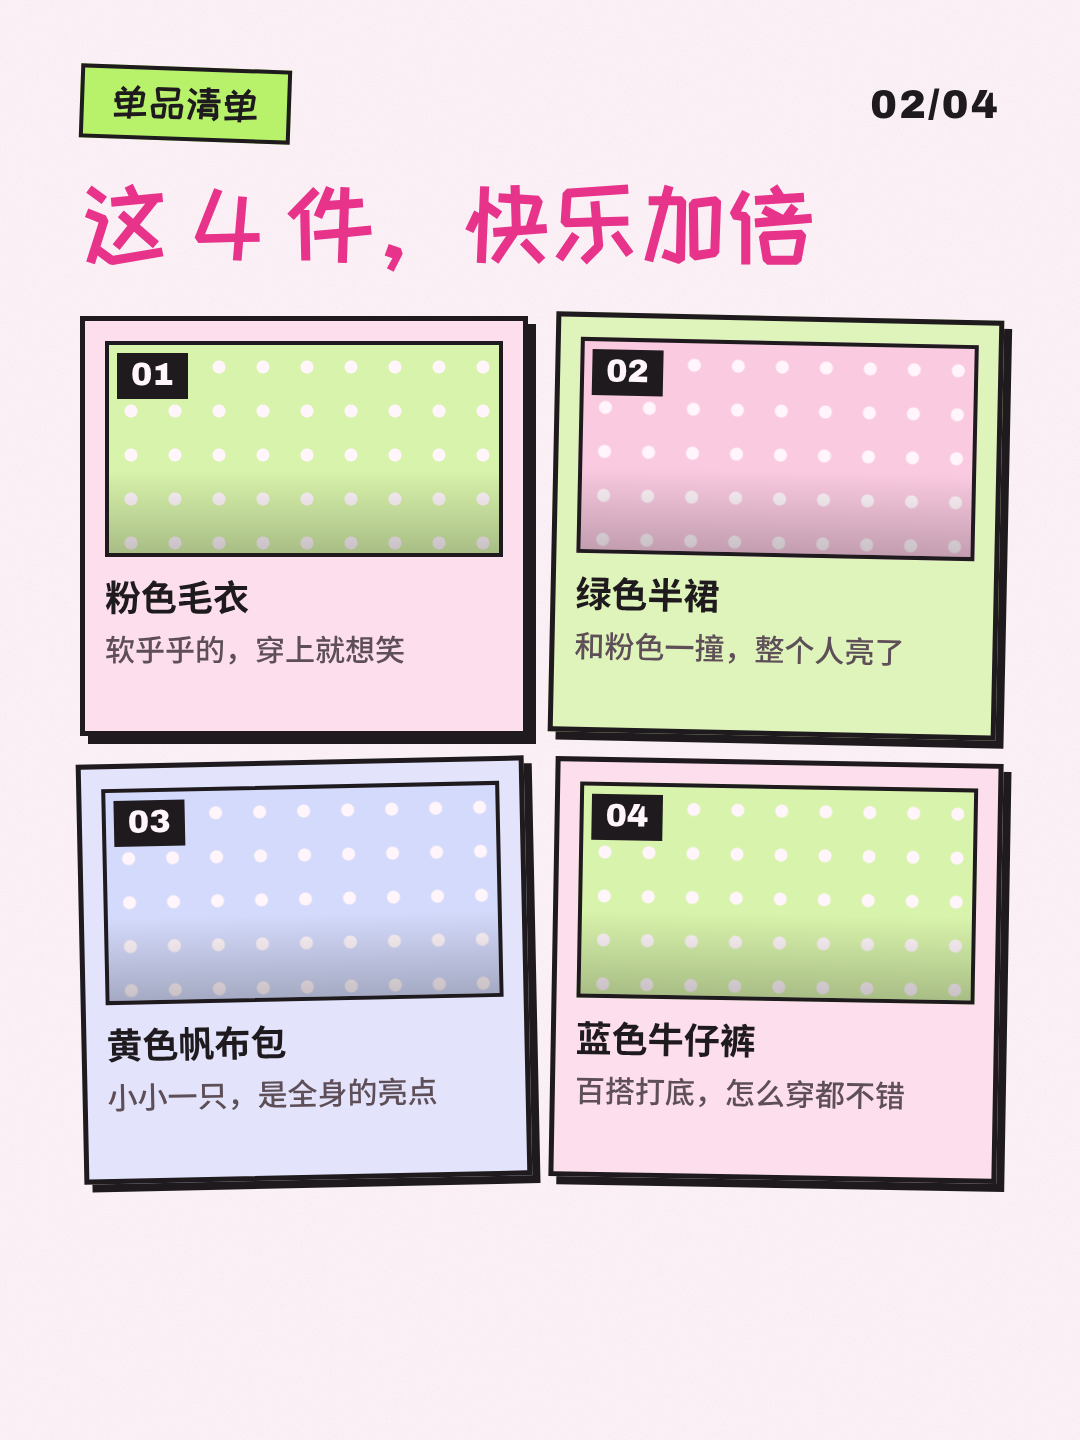 单品清单
02/04
这 4 件，快乐加倍
01
粉色毛衣
软乎乎的，穿上就想笑
02
绿色半裙
和粉色一撞，整个人亮了
03
黄色帆布包
小小一只，是全身的亮点
04
蓝色牛仔裤
百搭打底，怎么穿都不错